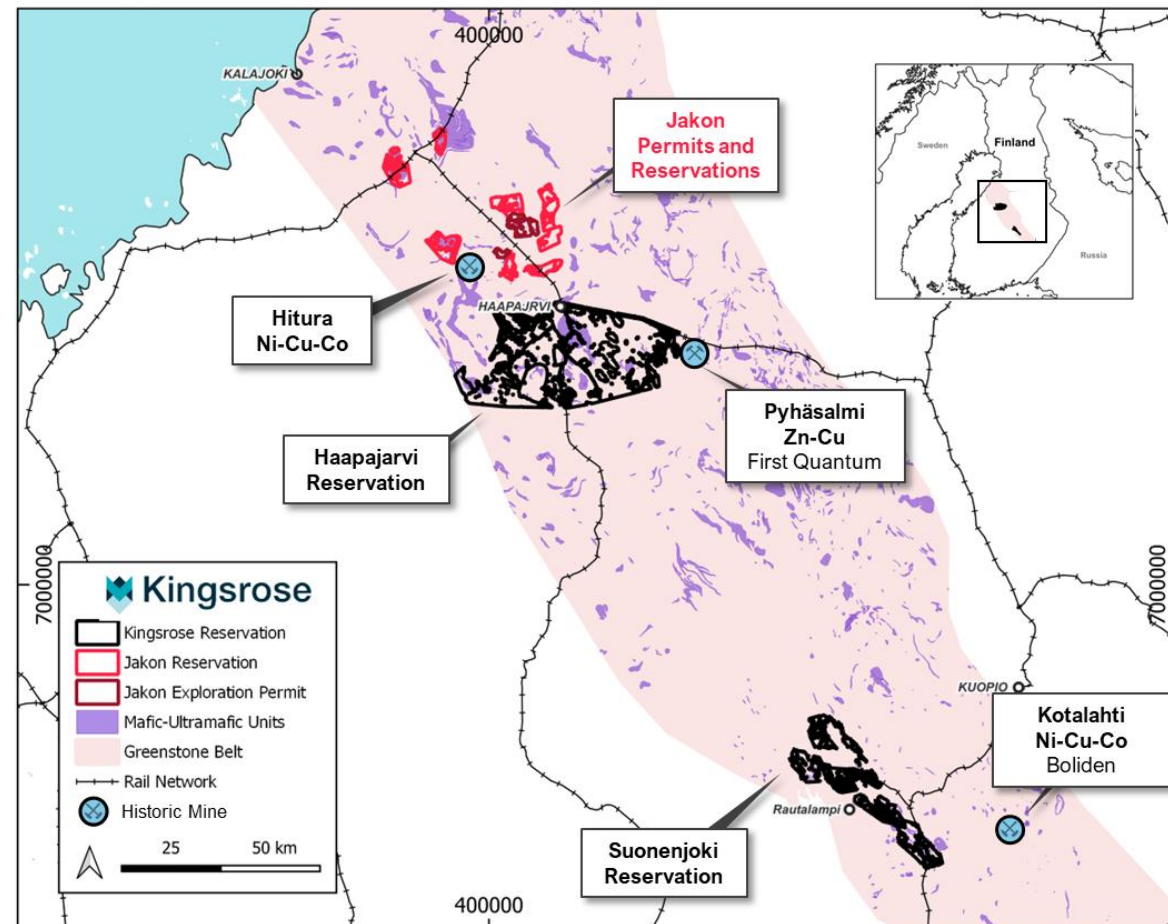 400000
KALAJOKI
Jakon
Permits and
Reservations
Sweden
Finland
Russia
Hitura
Ni-Cu-Co
HAAPAJRVI
Pyhäsalmi
Zn-Cu
First Quantum
Haapajarvi
Reservation
7000000
7000000
Kingsrose
Kingsrose Reservation
Jakon Reservation
Jakon Exploration Permit
Mafic-Ultramafic Units
Greenstone Belt
Rail Network
Historic Mine
25
50 km
KUOPIO
Kotalahti
Ni-Cu-Co
Boliden
Rautalampi
Suonenjoki
Reservation
400000